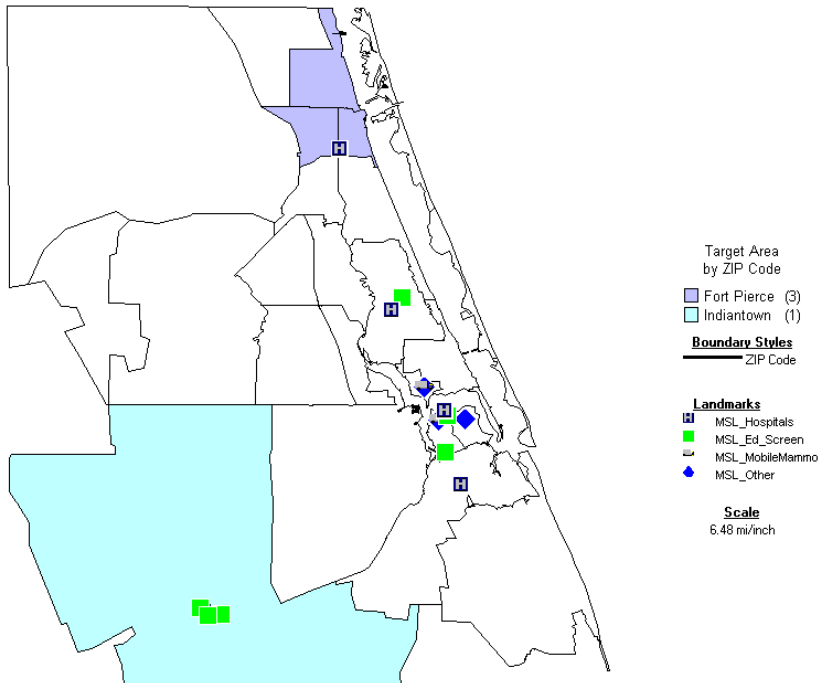 H
H
H
H
Target Area
by ZIP Code
Fort Pierce (3)
Indiantown (1)
Boundary Styles
ZIP Code
Landmarks
H MSL_Hospitals
MSL_Ed_Screen
MSL_MobileMammo
MSL_Other
Scale
6.48 mi/inch